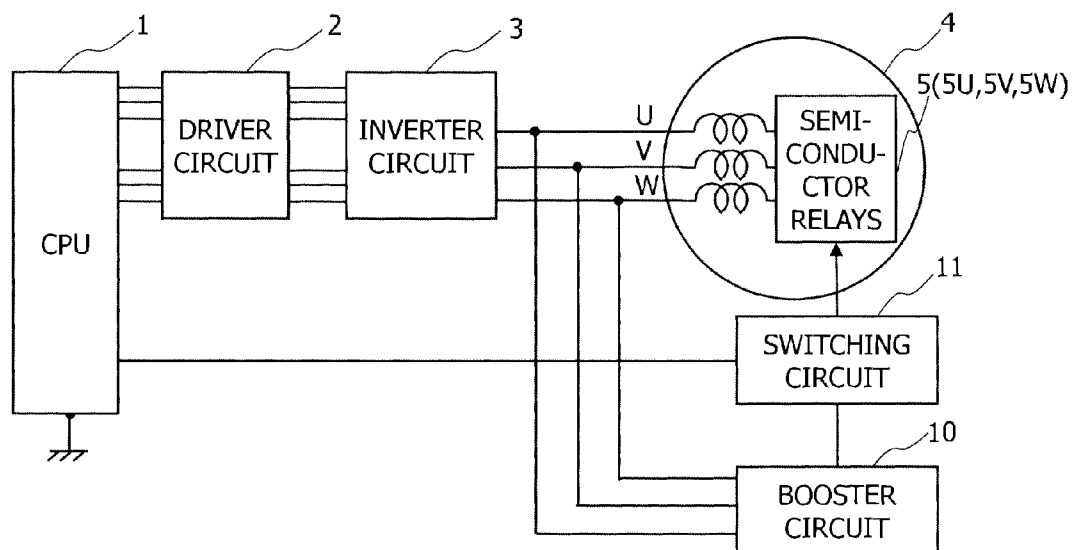 1
2
3
4
5(5U,5V,5W)
CPU
DRIVER
CIRCUIT
INVERTER
CIRCUIT
U
V
W
SEMI-
CONDU-
CTOR
RELAYS
11
SWITCHING
CIRCUIT
10
BOOSTER
CIRCUIT